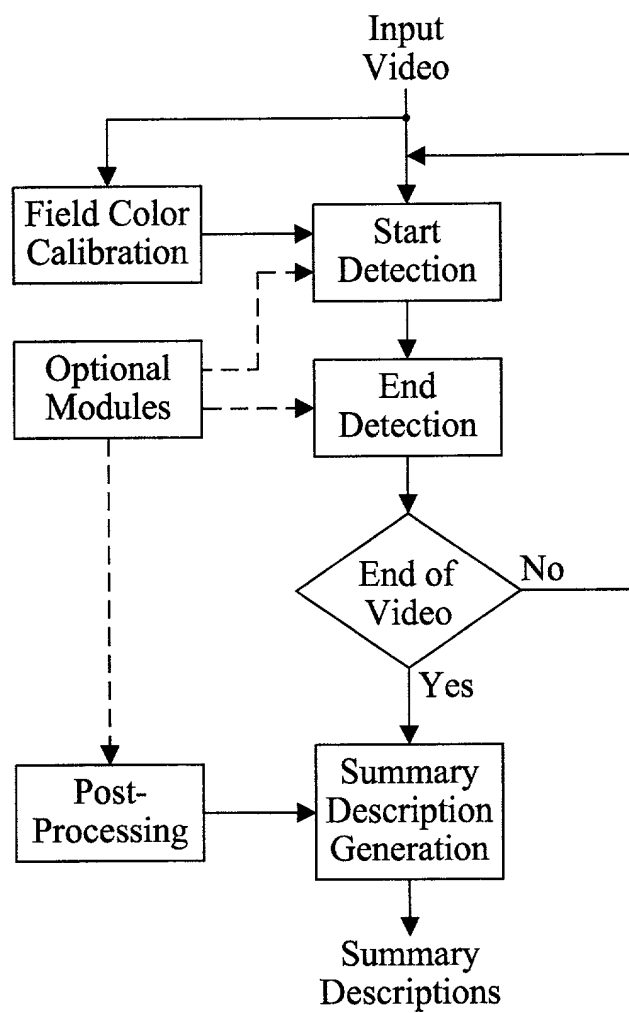 Input
Video
Field Color
Calibration
Start
Detection
Optional
Modules
End
Detection
End of
Video
No
Yes
Post-
Processing
Summary
Description
Generation
Summary
Descriptions